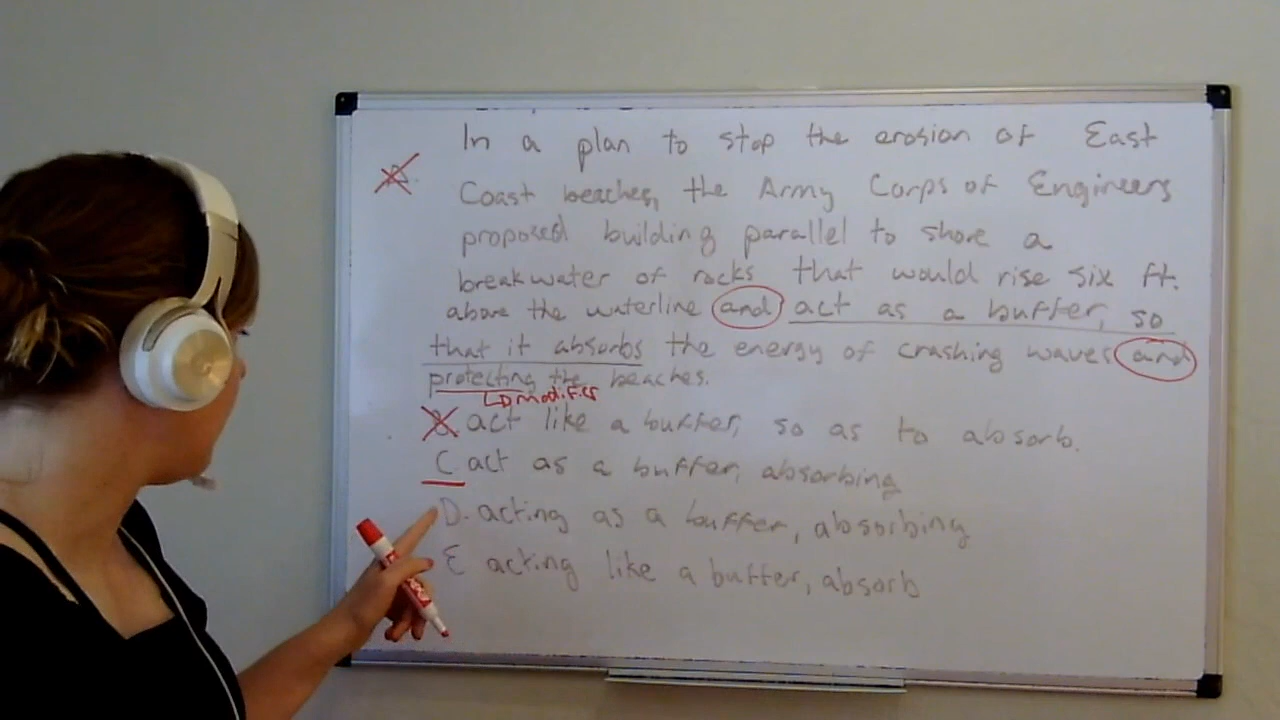 In a plan to stop the erosion of East
Coast beaches, the Army Corps of Engineers
proposed building parallel to shore a
breakwater of rocks that would rise six ft.
above the waterline and act as a buffer, so
that it absorbs the energy of crashing waves and
protecting the beaches.
modifies
B. act like a buffer, so as to absorb.
C act as a buffer, absorbing
D. acting as a buffer, absorbing
E acting like a buffer, absorb